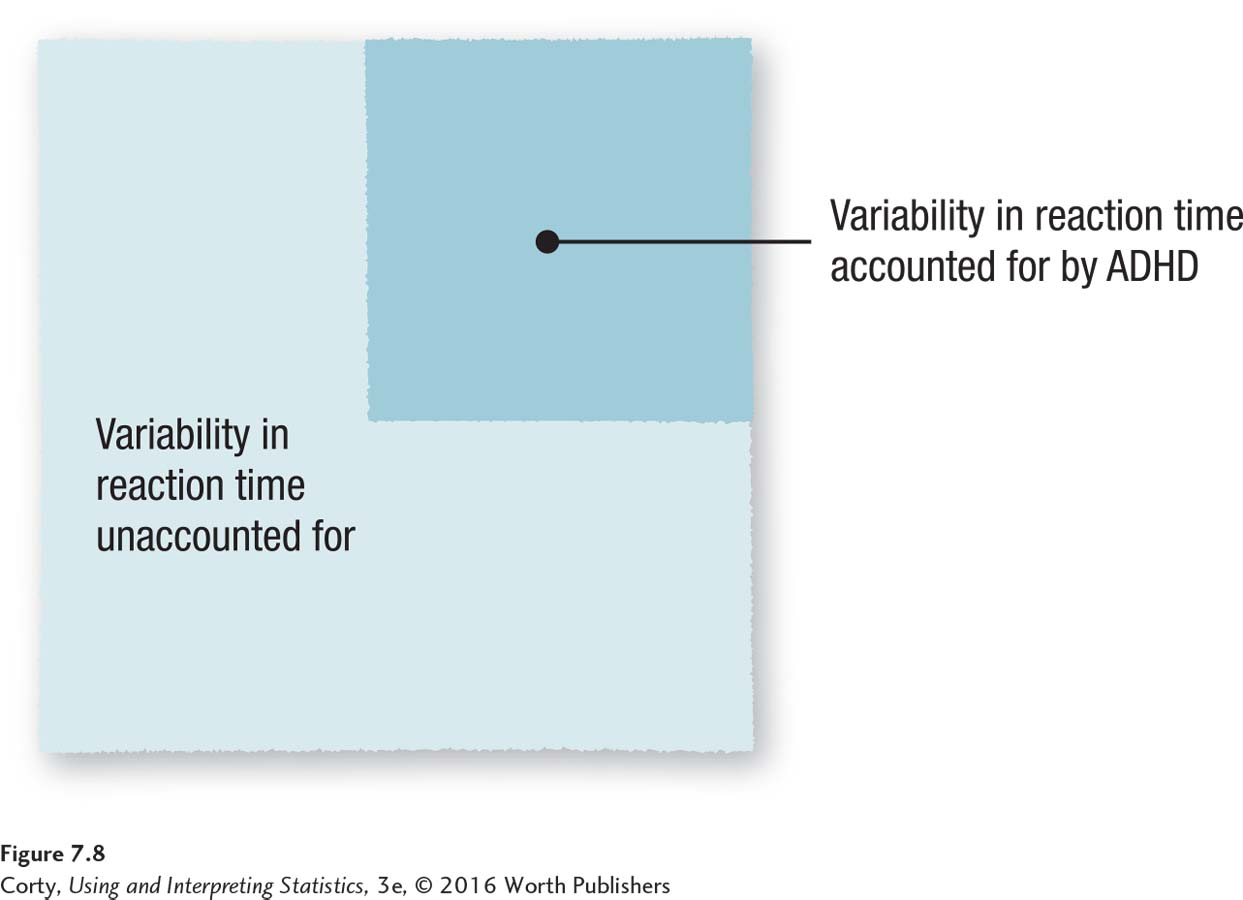 Variability in reaction time
accounted for by ADHD
Variability in
reaction time
unaccounted for
Figure 7.8
Corty, Using and Interpreting Statistics, 3e, © 2016 Worth Publishers